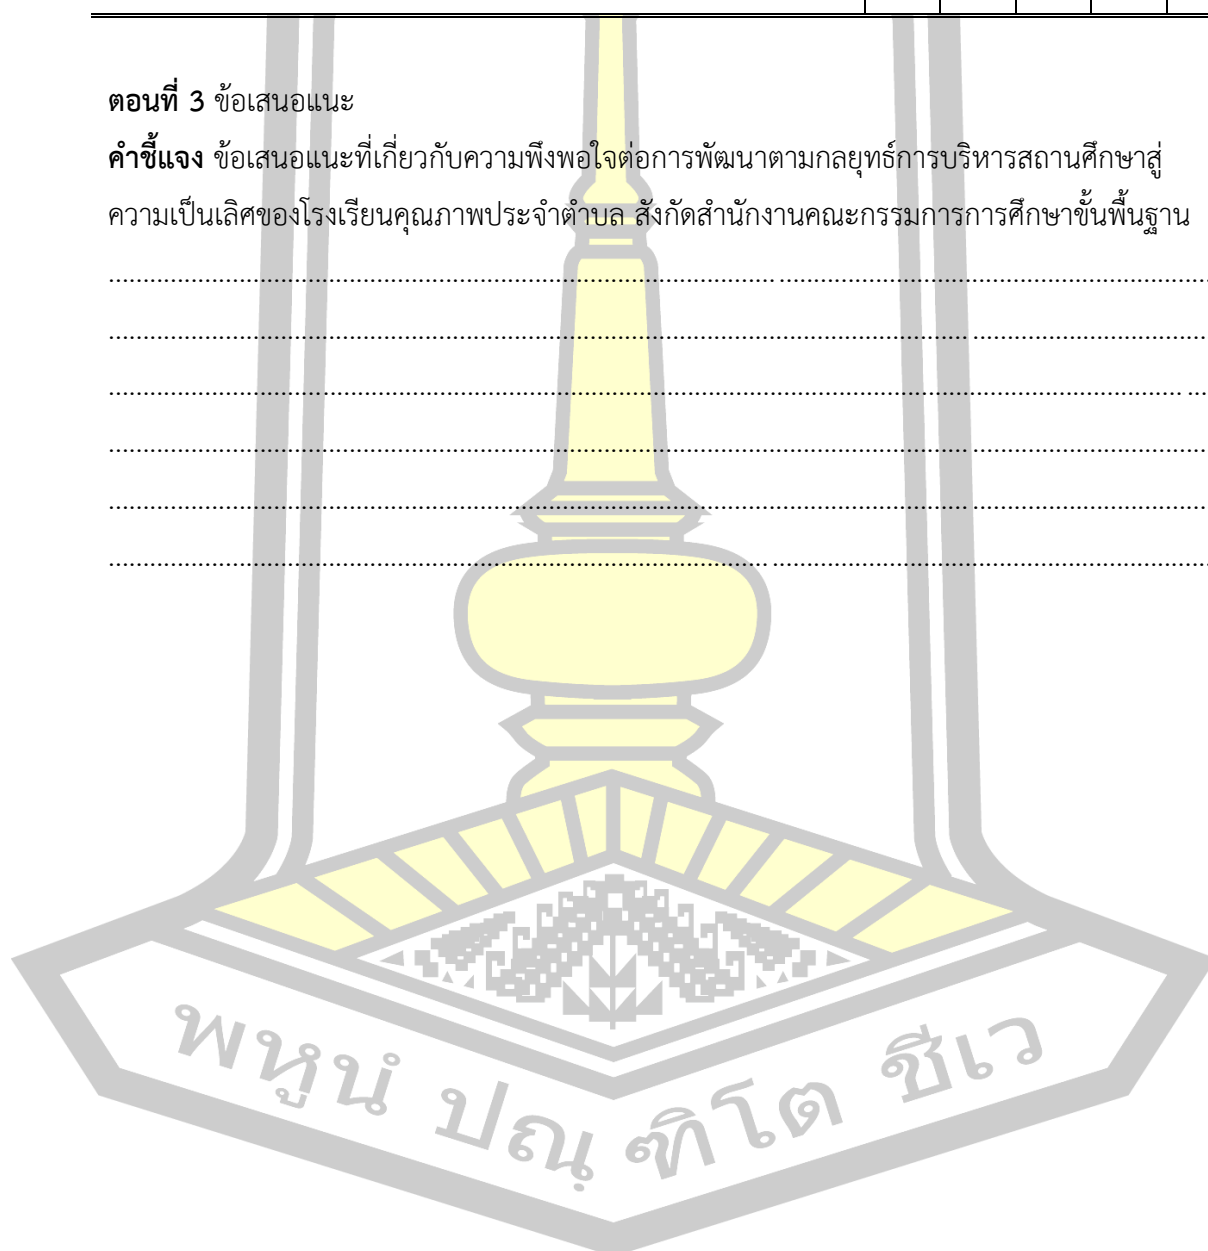 ตอนที่ 3 ข้อเสนอแนะ
คำชี้แจง ข้อเสนอแนะที่เกี่ยวกับความพึงพอใจต่อการพัฒนาตามกลยุทธ์การบริหารสถานศึกษาสู่
ความเป็นเลิศของโรงเรียนคุณภาพประจำตำบล สังกัดสำนักงานคณะกรรมการการศึกษาขั้นพื้นฐาน
พหูนํ ปณฺฑิโต ชีเว